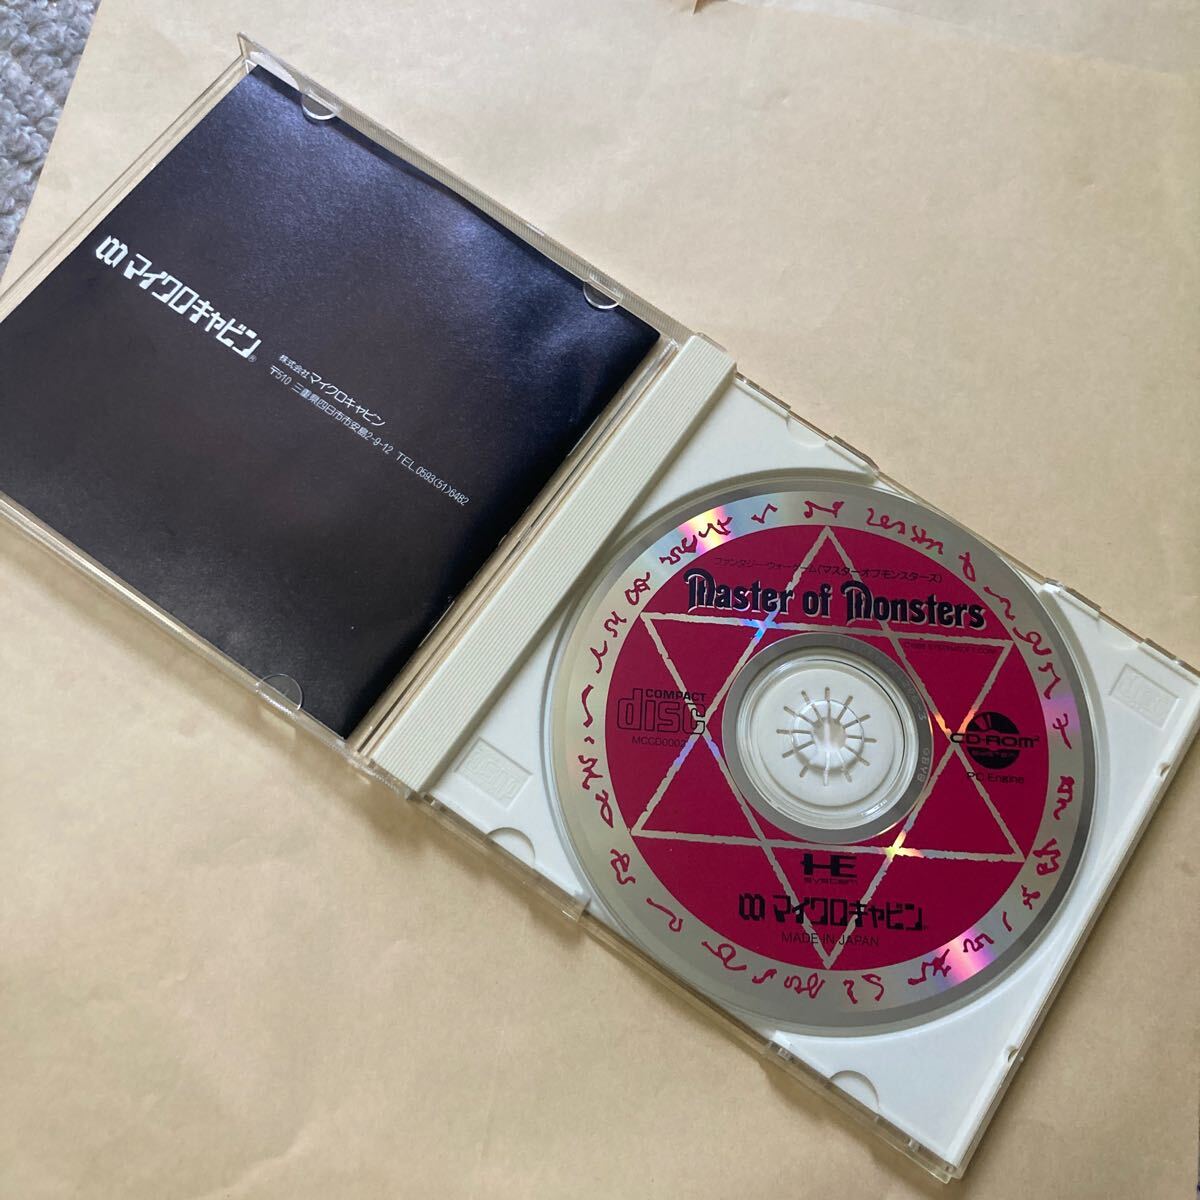 マイクロキャビン®
株式会社マイクロキャビン
〒510 三重県四日市市安島2-9-12 TEL.0593(51)6482
ファンタジー・ウォーゲーム(マスターオブモンスターズ)
Master of Monsters
COMPACT
disc
CD-ROM²
SYSTEM
PC Engine
HE
SYSTEM
マイクロキャビン®
MADE IN JAPAN